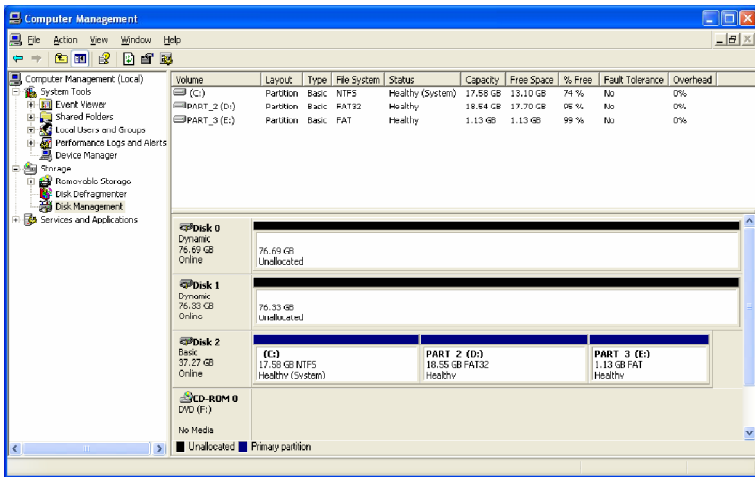 Computer Management
File Action View Window Help
Computer Management (Local)
System Tools
Event Viewer
Shared Folders
Local Users and Groups
Performance Logs and Alerts
Device Manager
Storage
Removable Storage
Disk Defragmenter
Disk Management
Services and Applications
Volume Layout Type File System Status Capacity Free Space % Free Fault Tolerance Overhead
(C:) Partition Basic NTFS Healthy (System) 17.58 GB 13.10 GB 74 % No 0%
PART_2 (D:) Partition Basic FAT32 Healthy 18.54 GB 17.70 GB 95 % No 0%
PART_3 (E:) Partition Basic FAT Healthy 1.13 GB 1.13 GB 99 % No 0%
Disk 0
Dynamic
76.69 GB
Online
76.69 GB
Unallocated
Disk 1
Dynamic
76.33 GB
Online
76.33 GB
Unallocated
Disk 2
Basic
37.27 GB
Online
(C:)
17.58 GB NTFS
Healthy (System)
PART_2 (D:)
18.55 GB FAT32
Healthy
PART_3 (E:)
1.13 GB FAT
Healthy
CD-ROM 0
DVD (F:)
No Media
Unallocated Primary partition